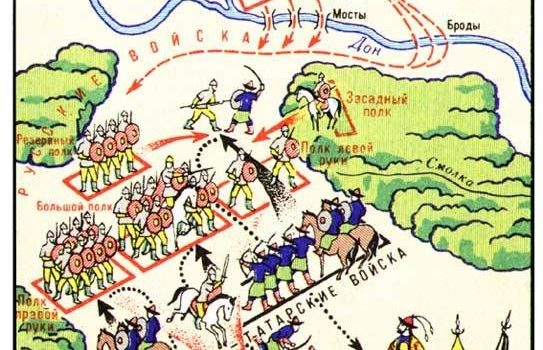 Мосты
Броды
Дон
РУССКИЕ ВОЙСКА
Засадный
полк
Резервный
полк
Полк левой
руки
Смолка
Большой полк
Полк
правой
руки
ТАТАРСКИЕ ВОЙСКА